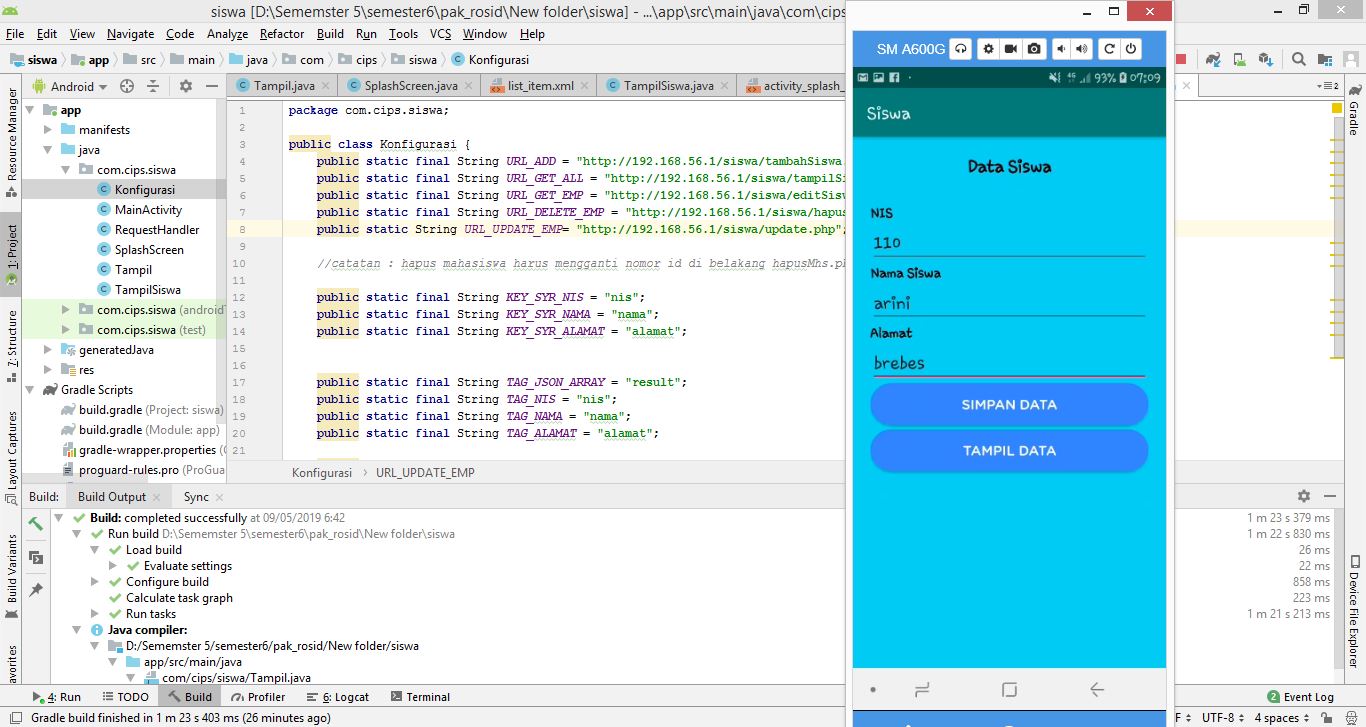 siswa [D:\Sememster 5\semester6\pak_rosid\New folder\siswa] - ...\app\src\main\java\com\cips
File Edit View Navigate Code Analyze Refactor Build Run Tools VCS Window Help
siswa app src main java com cips siswa Konfigurasi
Android
Tampil.java SplashScreen.java list_item.xml TampilSiswa.java activity_splash_
Resource Manager
1: Project
Z: Structure
Layout Captures
Build Variants
avorites
app
manifests
java
com.cips.siswa
Konfigurasi
MainActivity
RequestHandler
SplashScreen
Tampil
TampilSiswa
com.cips.siswa (android
com.cips.siswa (test)
generatedJava
res
Gradle Scripts
build.gradle (Project: siswa)
build.gradle (Module: app)
gradle-wrapper.properties (
proguard-rules.pro (ProGua
1 package com.cips.siswa;
2
3 public class Konfigurasi {
4 public static final String URL_ADD = "http://192.168.56.1/siswa/tambahSiswa.
5 public static final String URL_GET_ALL = "http://192.168.56.1/siswa/tampilSi
6 public static final String URL_GET_EMP = "http://192.168.56.1/siswa/editSisw
7 public static final String URL_DELETE_EMP = "http://192.168.56.1/siswa/hapus
8 public static String URL_UPDATE_EMP= "http://192.168.56.1/siswa/update.php";
9
10 //catatan : hapus mahasiswa harus mengganti nomor id di belakang hapusMhs.ph
11
12 public static final String KEY_SYR_NIS = "nis";
13 public static final String KEY_SYR_NAMA = "nama";
14 public static final String KEY_SYR_ALAMAT = "alamat";
15
16
17 public static final String TAG_JSON_ARRAY = "result";
18 public static final String TAG_NIS = "nis";
19 public static final String TAG_NAMA = "nama";
20 public static final String TAG_ALAMAT = "alamat";
21
Konfigurasi URL_UPDATE_EMP
SM A600G
93% 07:09
Siswa
Data Siswa
NIS
110
Nama Siswa
arini
Alamat
brebes
SIMPAN DATA
TAMPIL DATA
2
Gradle
Device File Explorer
Build: Build Output Sync
Build: completed successfully at 09/05/2019 6:42 1 m 23 s 379 ms
Run build D:\Sememster 5\semester6\pak_rosid\New folder\siswa 1 m 22 s 830 ms
Load build 26 ms
Evaluate settings 22 ms
Configure build 858 ms
Calculate task graph 223 ms
Run tasks 1 m 21 s 213 ms
Java compiler:
D:/Sememster 5/semester6/pak_rosid/New folder/siswa
app/src/main/java
com/cips/siswa/Tampil.java
4: Run TODO Build Profiler 6: Logcat Terminal 2 Event Log
Gradle build finished in 1 m 23 s 403 ms (26 minutes ago) F UTF-8 4 spaces